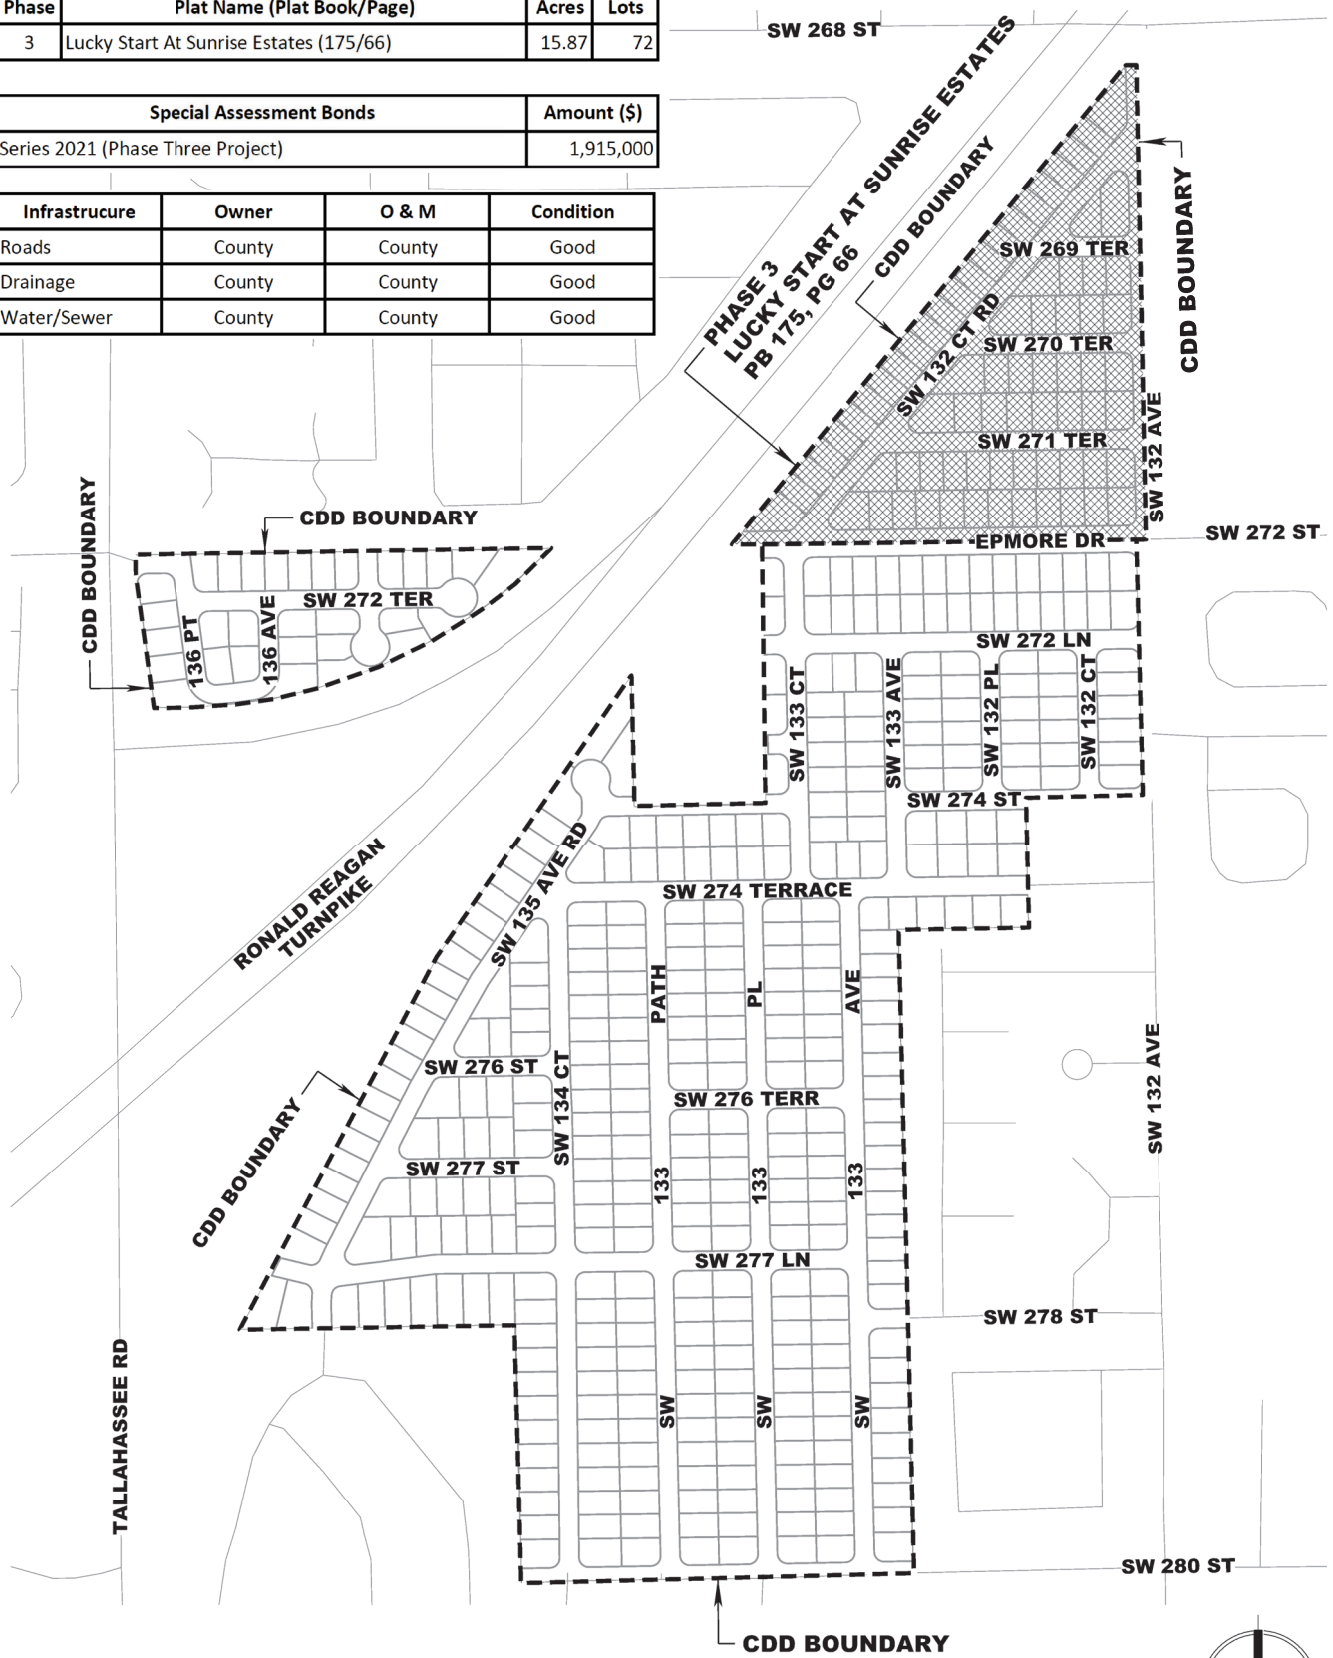 Phase Plat Name (Plat Book/Page) Acres Lots
3 Lucky Start At Sunrise Estates (175/66) 15.87 72
Special Assessment Bonds Amount ($)
Series 2021 (Phase Three Project) 1,915,000
Infrastrucure Owner O & M Condition
Roads County County Good
Drainage County County Good
Water/Sewer County County Good
SW 268 ST
PHASE 3
LUCKY START AT SUNRISE ESTATES
PB 175, PG 66
CDD BOUNDARY
CDD BOUNDARY
SW 269 TER
SW 132 CT RD
SW 270 TER
SW 271 TER
SW 132 AVE
EPMORE DR
SW 272 ST
CDD BOUNDARY
CDD BOUNDARY
SW 272 TER
136 PT
136 AVE
SW 272 LN
SW 133 CT
SW 133 AVE
SW 132 PL
SW 132 CT
SW 274 ST
SW 135 AVE RD
SW 274 TERRACE
RONALD REAGAN
TURNPIKE
PATH
PL
AVE
SW 276 ST
SW 134 CT
SW 276 TERR
SW 132 AVE
CDD BOUNDARY
SW 277 ST
133
133
133
SW 277 LN
SW 278 ST
TALLAHASSEE RD
SW
SW
SW
SW 280 ST
CDD BOUNDARY